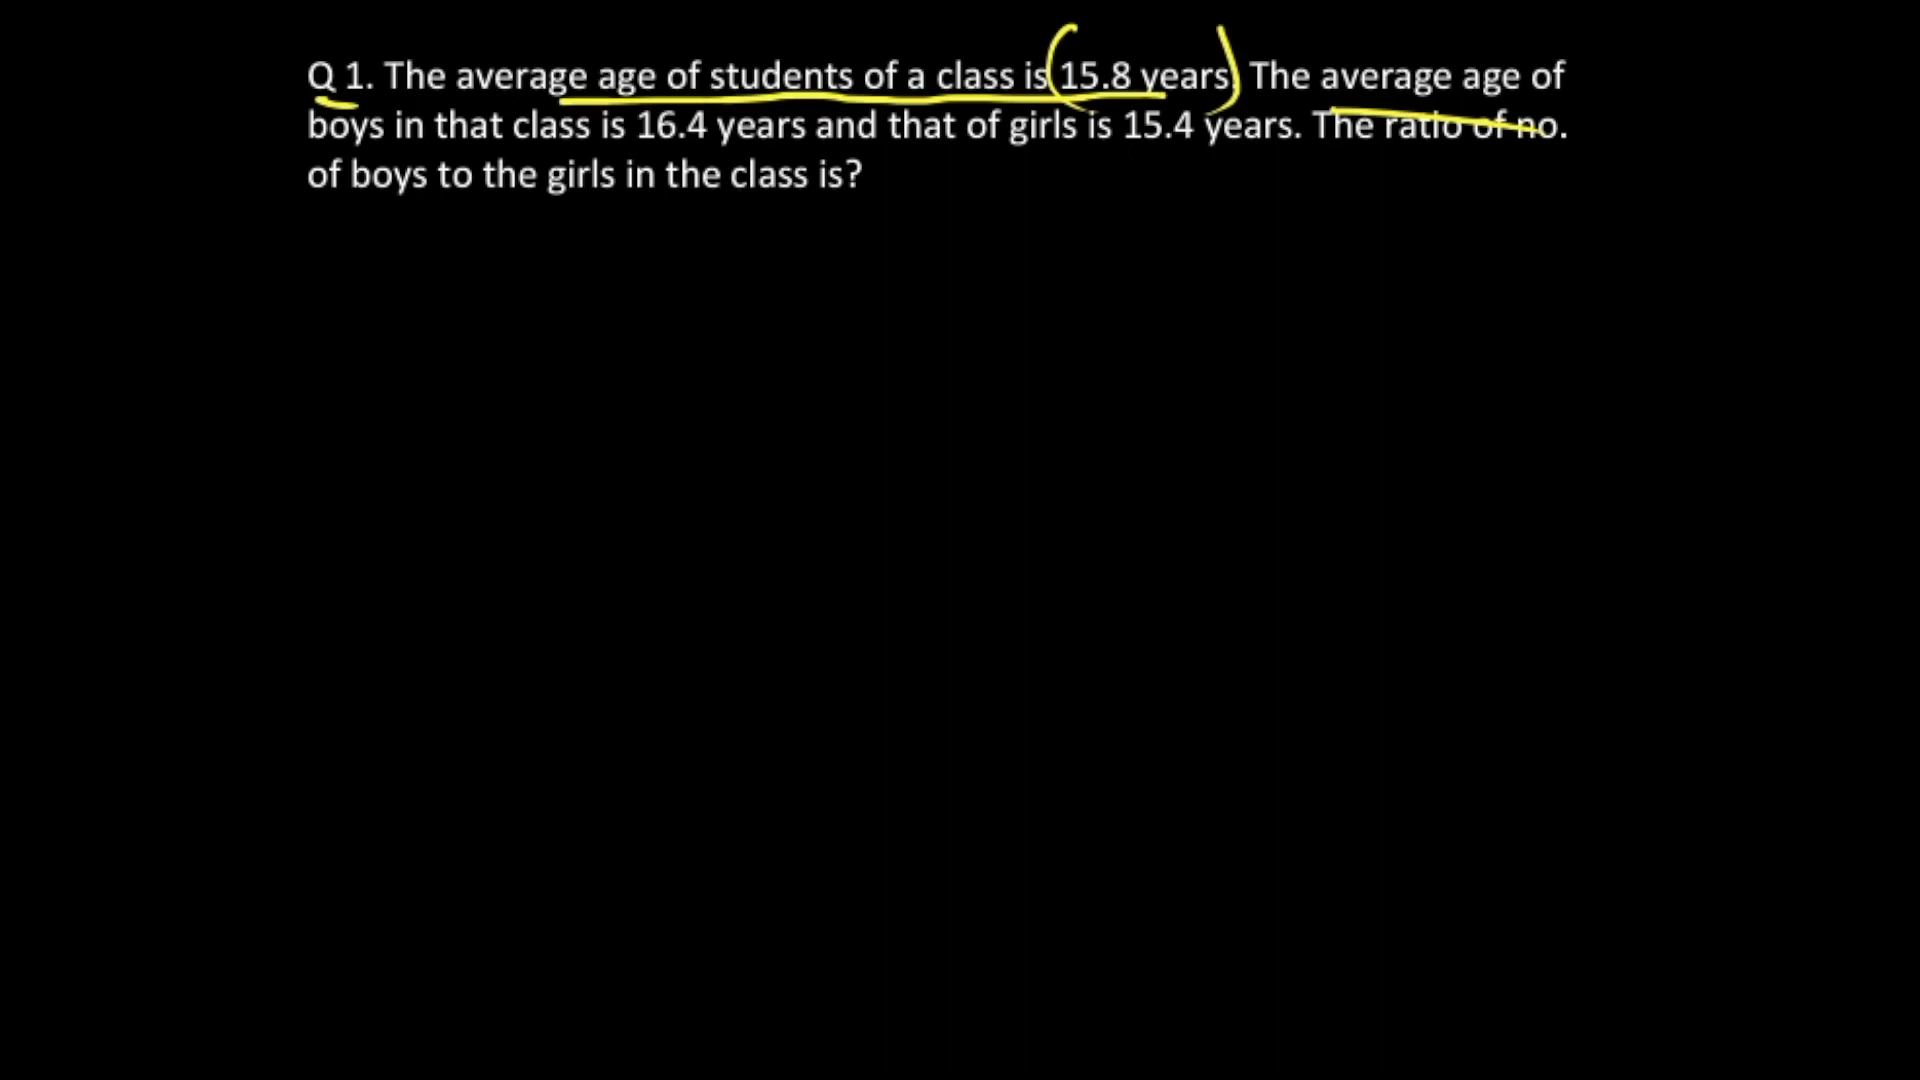 Q 1. The average age of students of a class is 15.8 years. The average age of
boys in that class is 16.4 years and that of girls is 15.4 years. The ratio of no.
of boys to the girls in the class is?